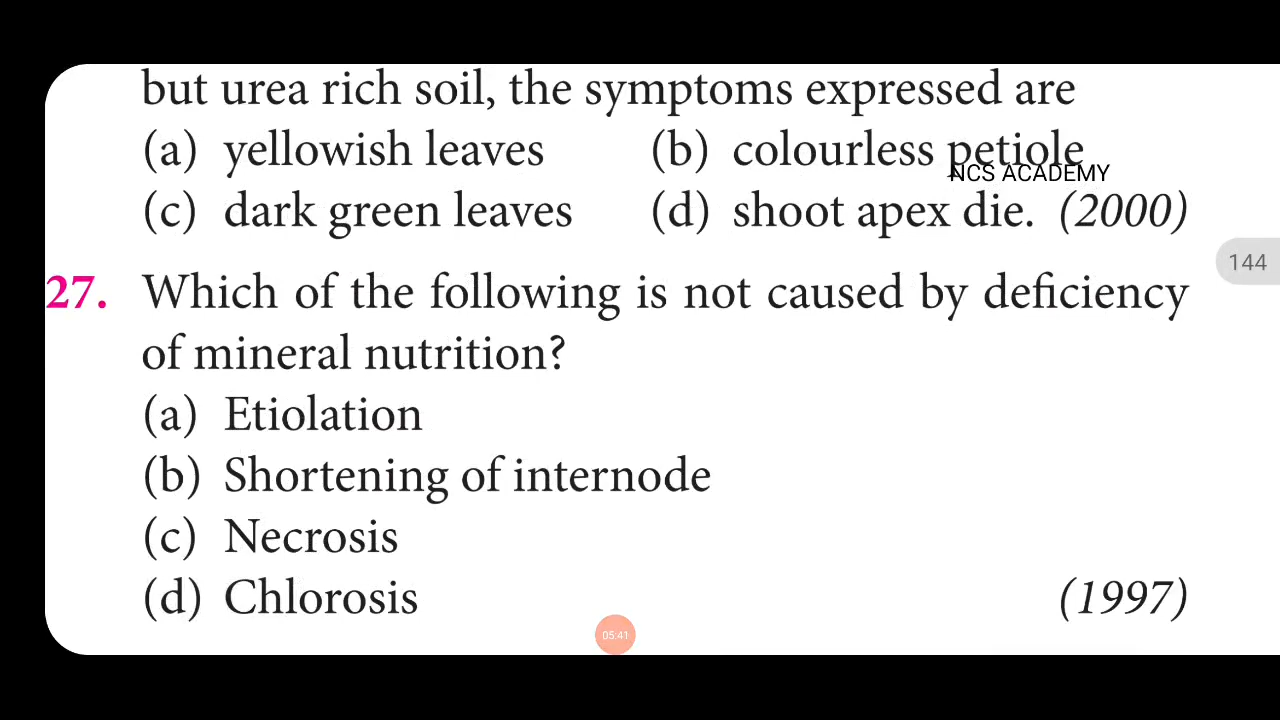 but urea rich soil, the symptoms expressed are
(a) yellowish leaves (b) colourless petiole
NCS ACADEMY
(c) dark green leaves (d) shoot apex die. (2000)
144
27. Which of the following is not caused by deficiency
of mineral nutrition?
(a) Etiolation
(b) Shortening of internode
(c) Necrosis
(d) Chlorosis (1997)
05:41